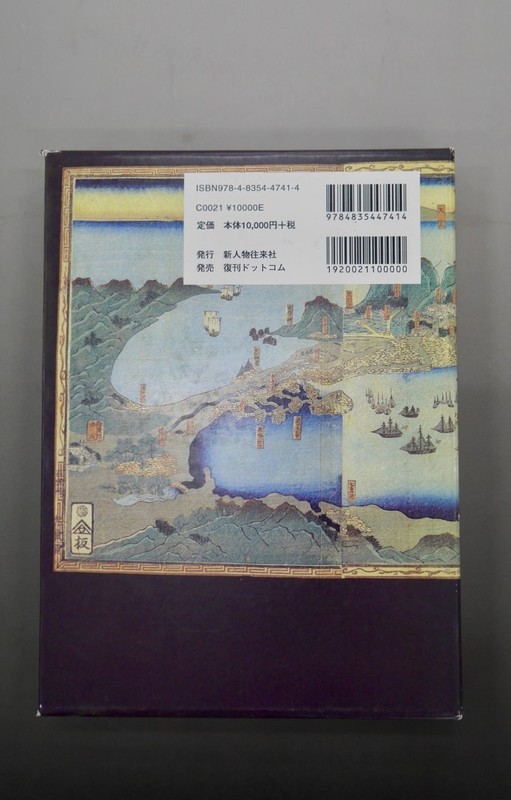 ISBN978-4-8354-4741-4
C0021 ¥10000E
定価 本体10,000円+税
発行 新人物往来社
発売 復刊ドットコム
9784835447414
1920021100000
板